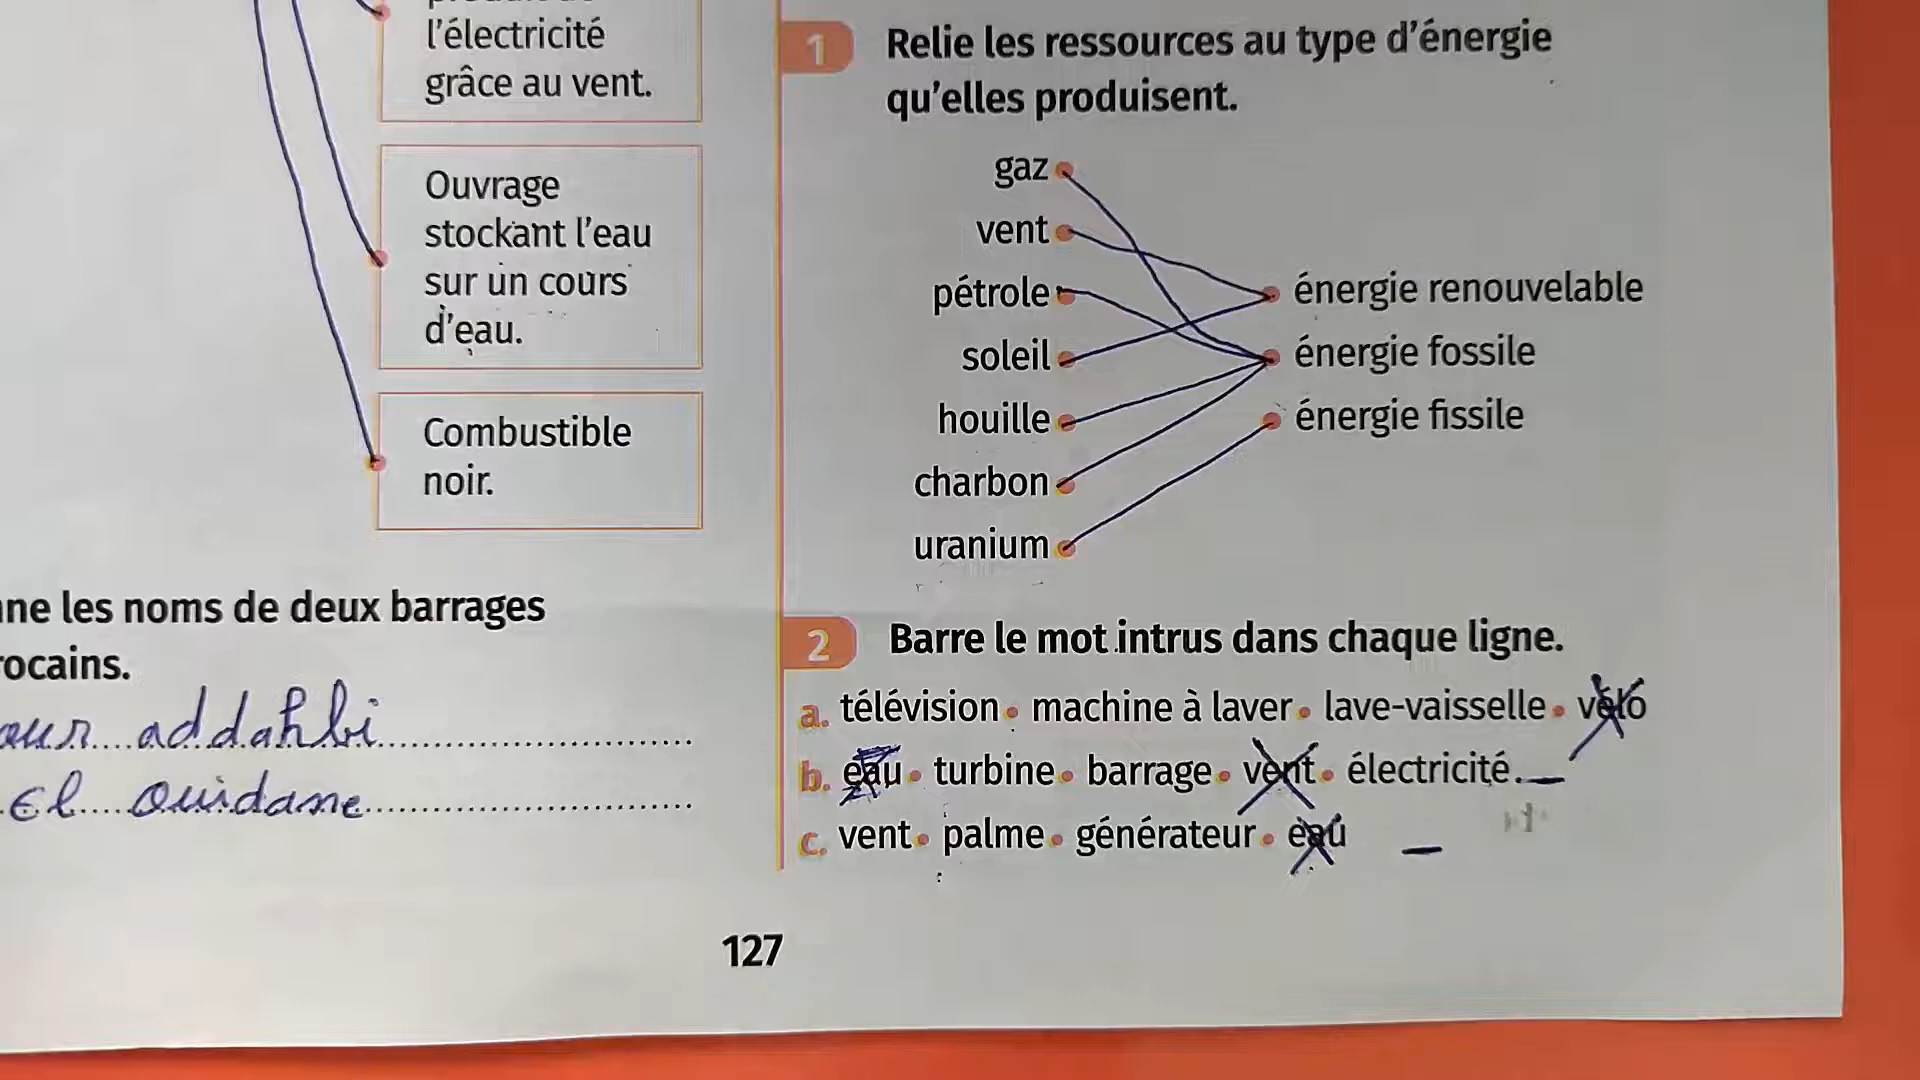 l'électricité
grâce au vent.
Ouvrage
stockant l'eau
sur un cours
d'eau.
Combustible
noir.
les noms de deux barrages
addahbi
El Ouidane
1 Relie les ressources au type d'énergie
qu'elles produisent.
gaz
vent
pétrole
soleil
houille
charbon
uranium
énergie renouvelable
énergie fossile
énergie fissile
2 Barre le mot intrus dans chaque ligne.
a. télévision • machine à laver • lave-vaisselle • vélo
b. eau • turbine • barrage • vent • électricité.
c. vent • palme • générateur • eau
127